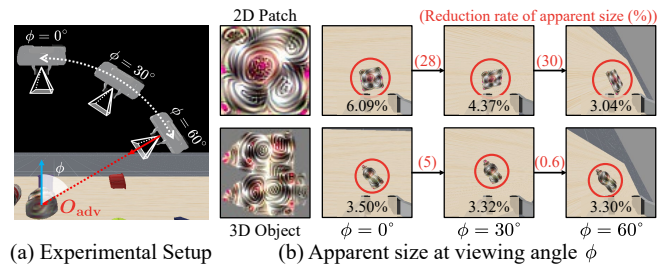 ϕ = 0°
ϕ = 30°
ϕ = 60°
ϕ
O_adv
(a) Experimental Setup
2D Patch
(Reduction rate of apparent size (%))
(28)
(30)
6.09%
4.37%
3.04%
(5)
(0.6)
3.50%
3.32%
3.30%
3D Object
ϕ = 0°
ϕ = 30°
ϕ = 60°
(b) Apparent size at viewing angle ϕ